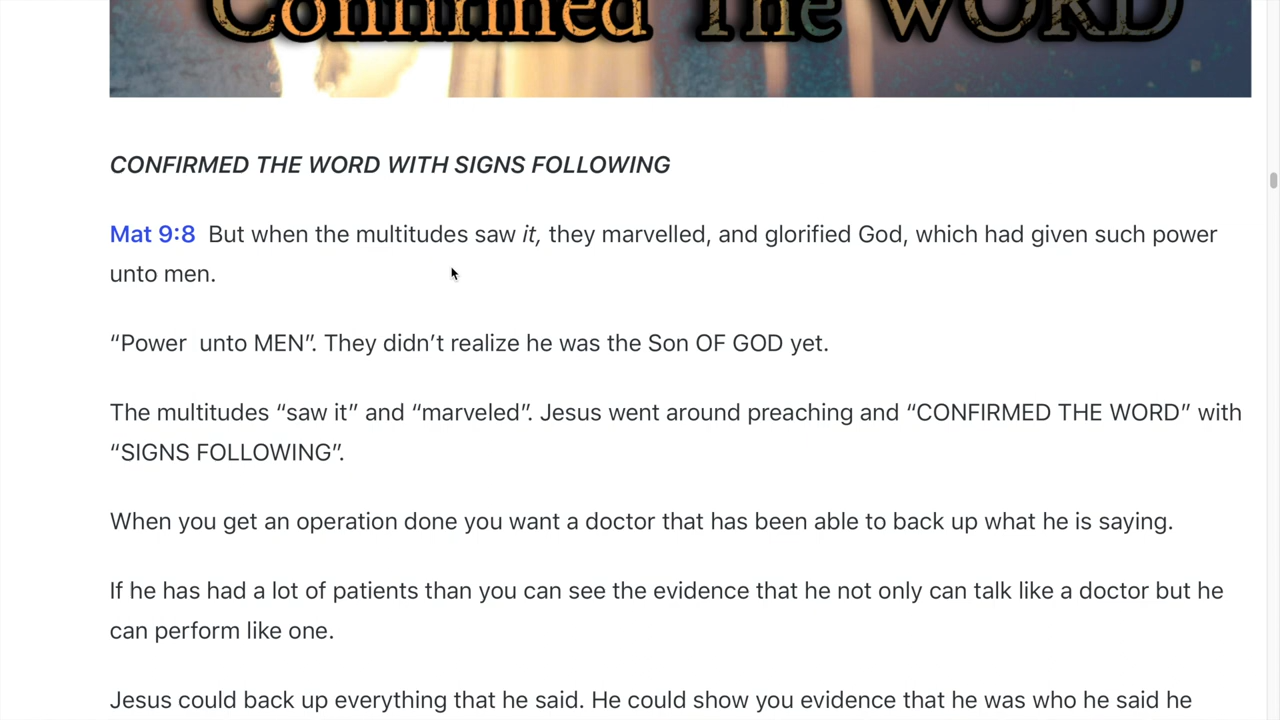 Confirmed The WORD
CONFIRMED THE WORD WITH SIGNS FOLLOWING
Mat 9:8  But when the multitudes saw it, they marvelled, and glorified God, which had given such power
unto men.
“Power  unto MEN”. They didn’t realize he was the Son OF GOD yet.
The multitudes “saw it” and “marveled”. Jesus went around preaching and “CONFIRMED THE WORD” with
“SIGNS FOLLOWING”.
When you get an operation done you want a doctor that has been able to back up what he is saying.
If he has had a lot of patients than you can see the evidence that he not only can talk like a doctor but he
can perform like one.
Jesus could back up everything that he said. He could show you evidence that he was who he said he